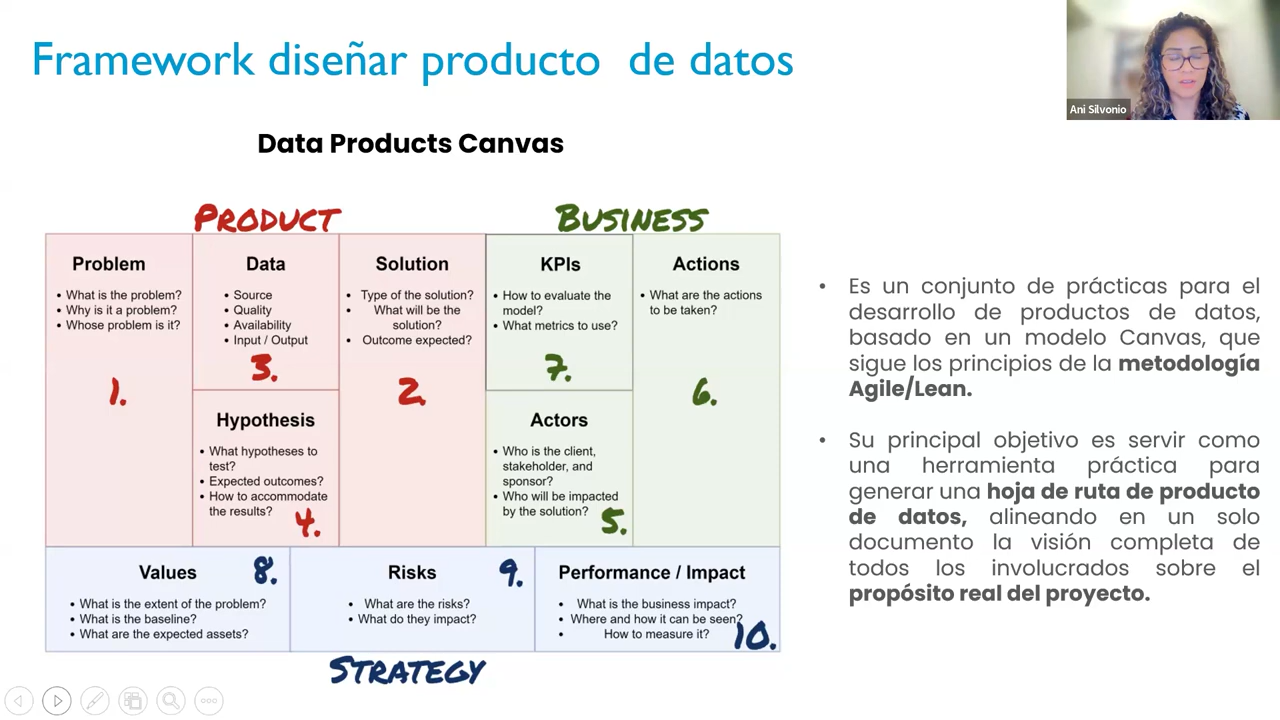 Framework diseñar producto de datos
Ani Silvonio
Data Products Canvas
PRODUCT
BUSINESS
Problem
What is the problem?
Why is it a problem?
Whose problem is it?
1.
Data
Source
Quality
Availability
Input / Output
3.
Hypothesis
What hypotheses to
test?
Expected outcomes?
How to accommodate
the results?
4.
Solution
Type of the solution?
What will be the
solution?
Outcome expected?
2.
KPIs
How to evaluate the
model?
What metrics to use?
7.
Actors
Who is the client,
stakeholder, and
sponsor?
Who will be impacted
by the solution?
5.
Actions
What are the actions
to be taken?
6.
Values
8.
What is the extent of the problem?
What is the baseline?
What are the expected assets?
Risks
9.
What are the risks?
What do they impact?
Performance / Impact
What is the business impact?
Where and how it can be seen?
How to measure it?
10.
STRATEGY
• Es un conjunto de prácticas para el
desarrollo de productos de datos,
basado en un modelo Canvas, que
sigue los principios de la metodología
Agile/Lean.
• Su principal objetivo es servir como
una herramienta práctica para
generar una hoja de ruta de producto
de datos, alineando en un solo
documento la visión completa de
todos los involucrados sobre el
propósito real del proyecto.